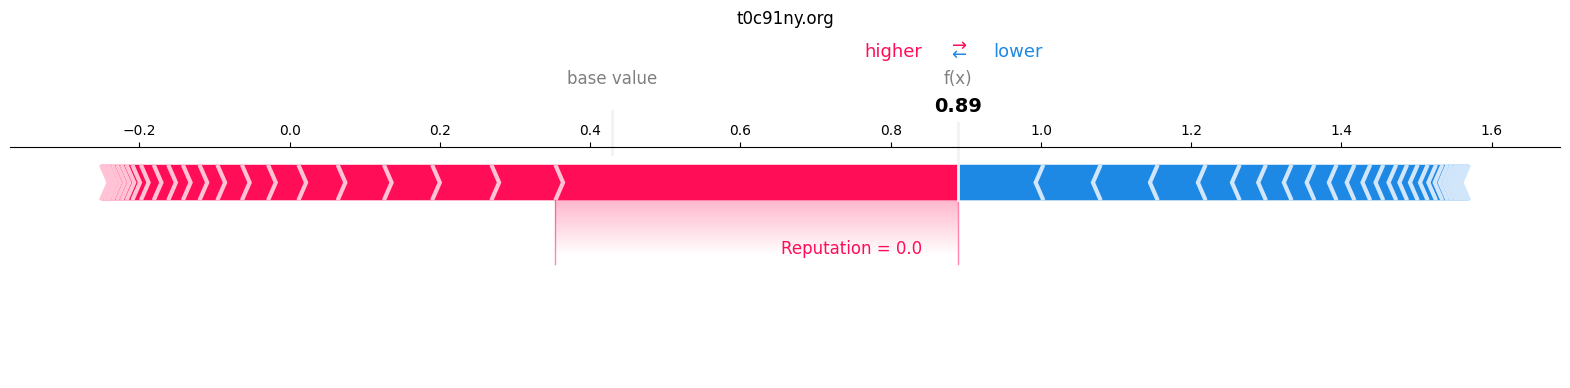 t0c91ny.org
higher → ← lower
base value f(x)
0.89
−0.2 0.0 0.2 0.4 0.6 0.8 1.0 1.2 1.4 1.6
Reputation = 0.0